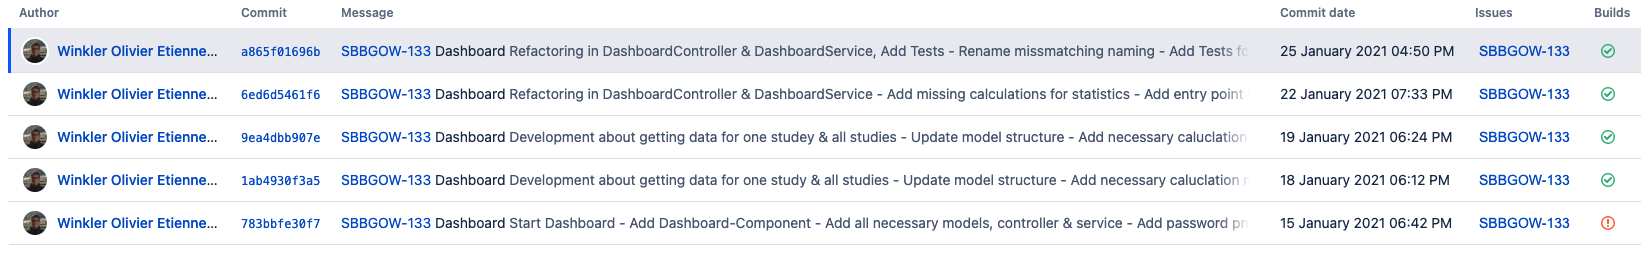 Author Commit Message Commit date Issues Builds
Winkler Olivier Etienne... a865f01696b SBBGOW-133 Dashboard Refactoring in DashboardController & DashboardService, Add Tests - Rename missmatching naming - Add Tests fo 25 January 2021 04:50 PM SBBGOW-133
Winkler Olivier Etienne... 6ed6d5461f6 SBBGOW-133 Dashboard Refactoring in DashboardController & DashboardService - Add missing calculations for statistics - Add entry point 22 January 2021 07:33 PM SBBGOW-133
Winkler Olivier Etienne... 9ea4dbb907e SBBGOW-133 Dashboard Development about getting data for one studey & all studies - Update model structure - Add necessary caluclation 19 January 2021 06:24 PM SBBGOW-133
Winkler Olivier Etienne... 1ab4930f3a5 SBBGOW-133 Dashboard Development about getting data for one study & all studies - Update model structure - Add necessary caluclation 18 January 2021 06:12 PM SBBGOW-133
Winkler Olivier Etienne... 783bbfe30f7 SBBGOW-133 Dashboard Start Dashboard - Add Dashboard-Component - Add all necessary models, controller & service - Add password pr 15 January 2021 06:42 PM SBBGOW-133